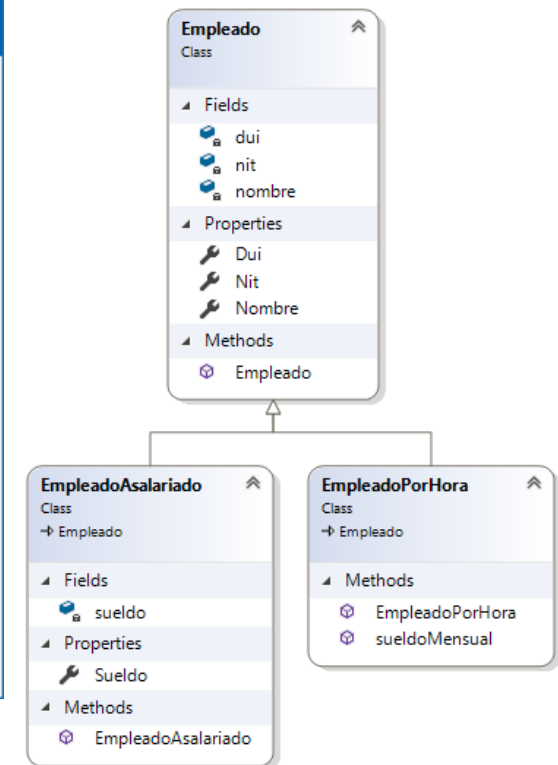 Empleado
Class
Fields
dui
nit
nombre
Properties
Dui
Nit
Nombre
Methods
Empleado
EmpleadoAsalariado
Class
Empleado
Fields
sueldo
Properties
Sueldo
Methods
EmpleadoAsalariado
EmpleadoPorHora
Class
Empleado
Methods
EmpleadoPorHora
sueldoMensual